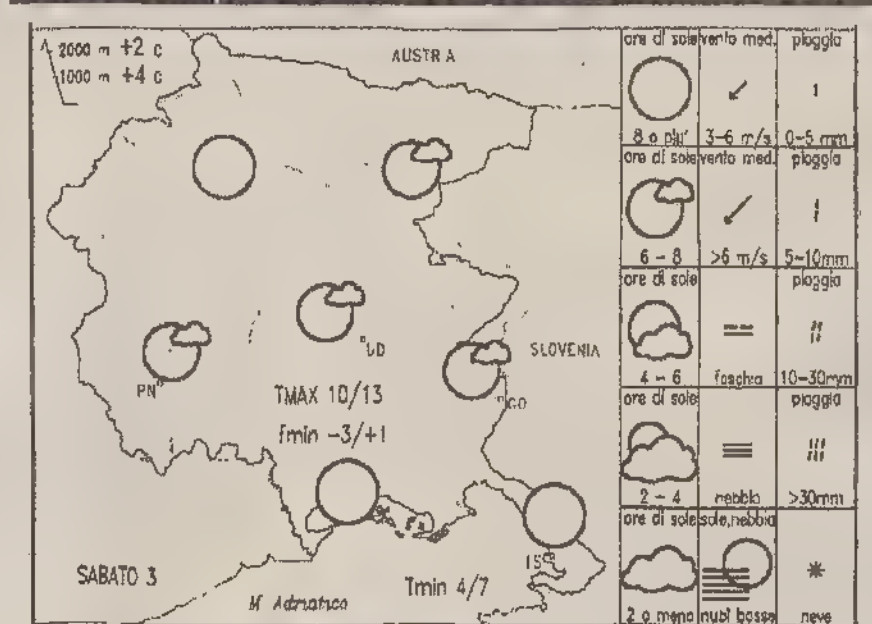 2000 m +2 c
1000 m +4 c
AUSTRIA
UD
SLOVENIA
PN
TMAX 10/13
GO
Tmin -3/+1
SABATO 3
Tmin 4/7
M. Adriatico
ore di sole vento med. pioggia
8 o piu' 3-6 m/s 0-5 mm
ore di sole vento med. pioggia
6 - 8 >6 m/s 5-10mm
ore di sole pioggia
4 - 6 foschia 10-30mm
ore di sole pioggia
2 - 4 nebbia >30mm
ore di sole sole,nebbia
2 o meno nubi basse neve